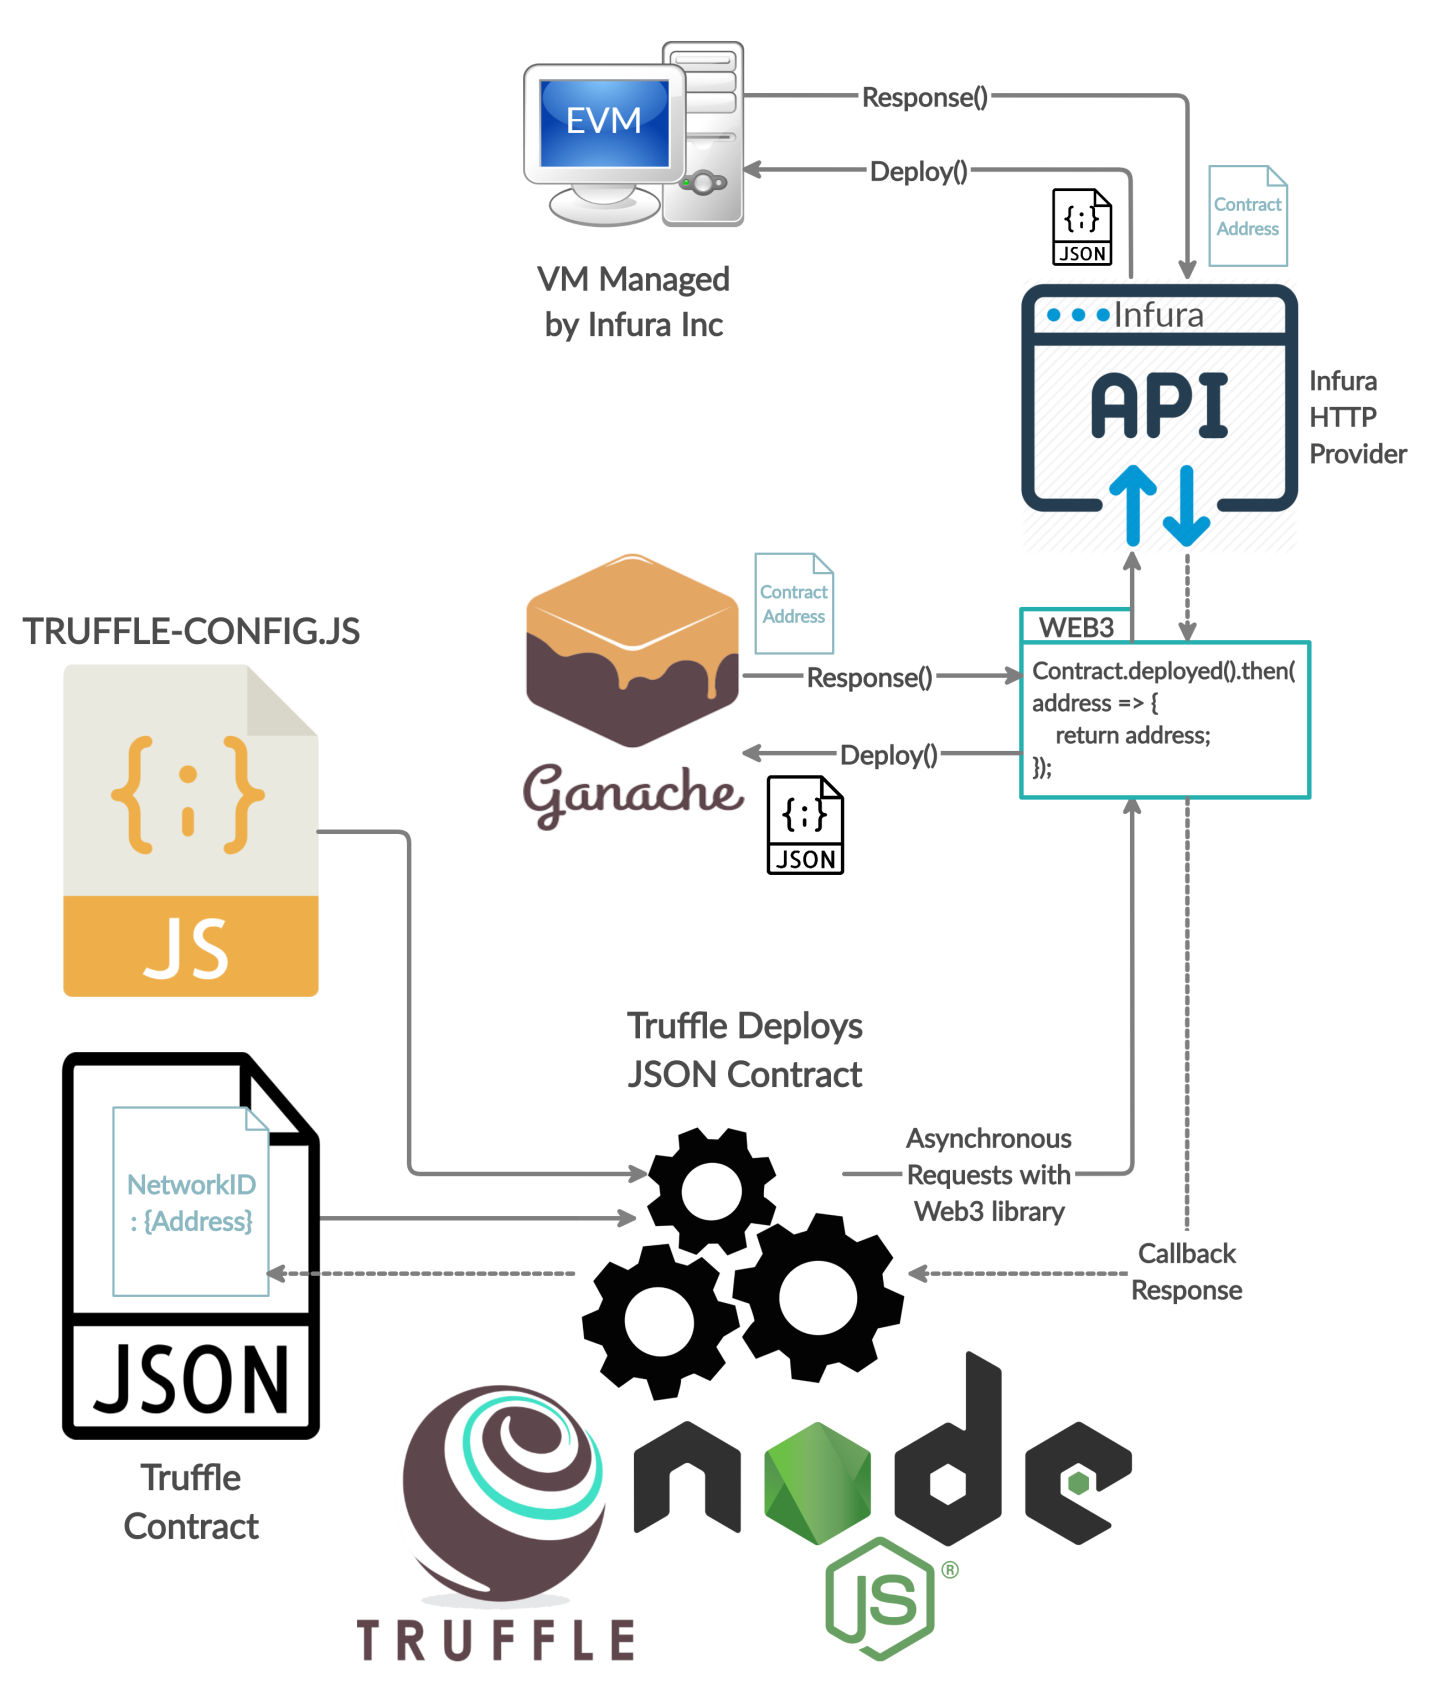 EVM
Response()
Deploy()
{;}
JSON
Contract
Address
VM Managed
by Infura Inc
Infura
API
Infura
HTTP
Provider
Contract
Address
Response()
Deploy()
{;}
JSON
WEB3
Contract.deployed().then(
address => {
return address;
});
TRUFFLE-CONFIG.JS
{;}
JS
Truffle Deploys
JSON Contract
NetworkID
: {Address}
JSON
Truffle
Contract
Asynchronous
Requests with
Web3 library
Callback
Response
TRUFFLE
node
JS®
Ganache